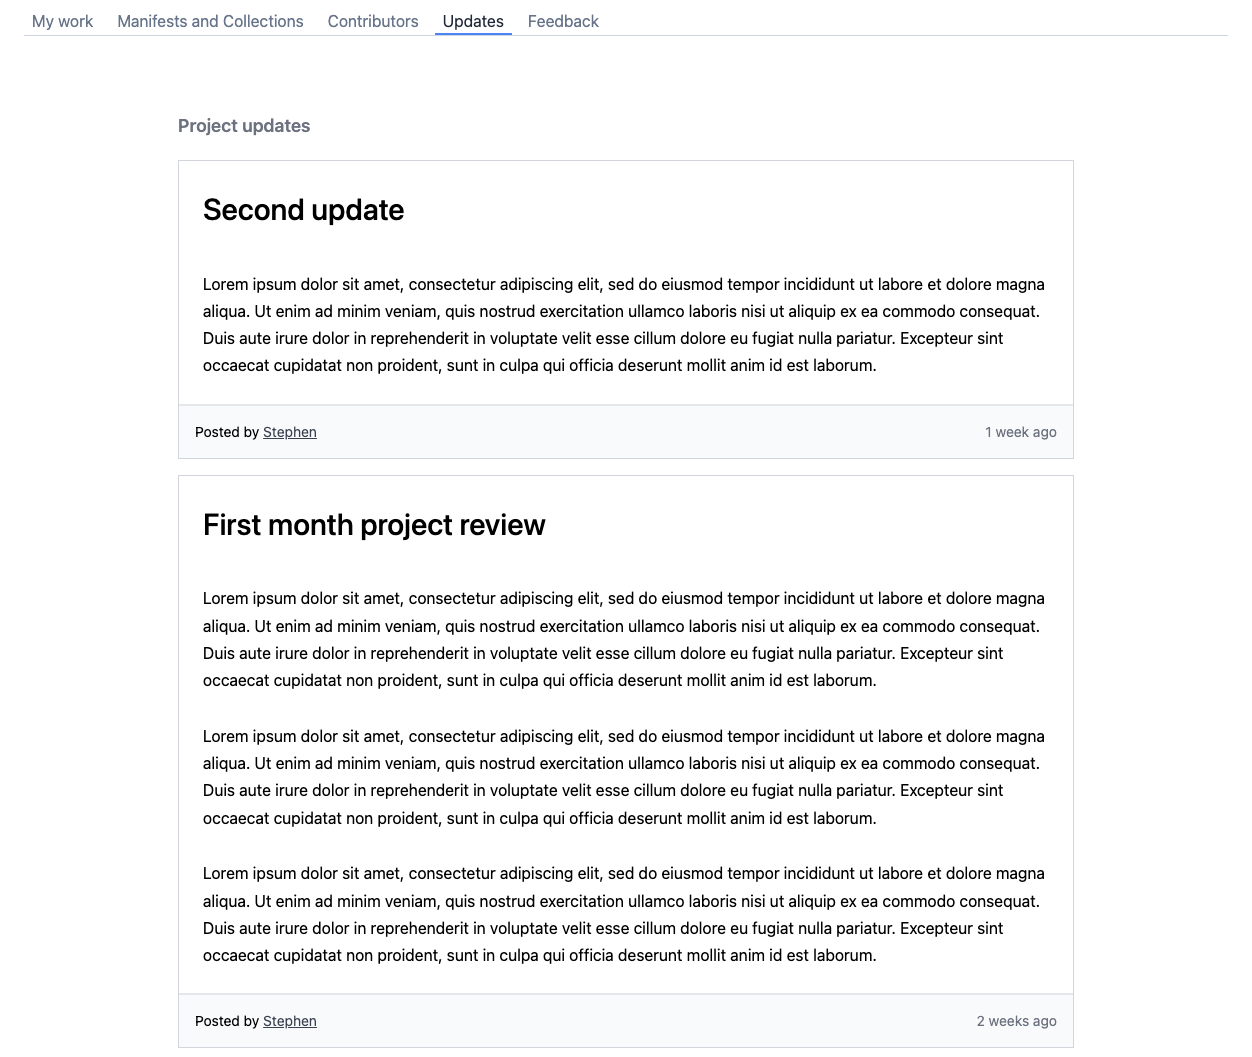 My work Manifests and Collections Contributors Updates Feedback
Project updates
Second update
Lorem ipsum dolor sit amet, consectetur adipiscing elit, sed do eiusmod tempor incididunt ut labore et dolore magna
aliqua. Ut enim ad minim veniam, quis nostrud exercitation ullamco laboris nisi ut aliquip ex ea commodo consequat.
Duis aute irure dolor in reprehenderit in voluptate velit esse cillum dolore eu fugiat nulla pariatur. Excepteur sint
occaecat cupidatat non proident, sunt in culpa qui officia deserunt mollit anim id est laborum.
Posted by Stephen 1 week ago
First month project review
Lorem ipsum dolor sit amet, consectetur adipiscing elit, sed do eiusmod tempor incididunt ut labore et dolore magna
aliqua. Ut enim ad minim veniam, quis nostrud exercitation ullamco laboris nisi ut aliquip ex ea commodo consequat.
Duis aute irure dolor in reprehenderit in voluptate velit esse cillum dolore eu fugiat nulla pariatur. Excepteur sint
occaecat cupidatat non proident, sunt in culpa qui officia deserunt mollit anim id est laborum.
Lorem ipsum dolor sit amet, consectetur adipiscing elit, sed do eiusmod tempor incididunt ut labore et dolore magna
aliqua. Ut enim ad minim veniam, quis nostrud exercitation ullamco laboris nisi ut aliquip ex ea commodo consequat.
Duis aute irure dolor in reprehenderit in voluptate velit esse cillum dolore eu fugiat nulla pariatur. Excepteur sint
occaecat cupidatat non proident, sunt in culpa qui officia deserunt mollit anim id est laborum.
Lorem ipsum dolor sit amet, consectetur adipiscing elit, sed do eiusmod tempor incididunt ut labore et dolore magna
aliqua. Ut enim ad minim veniam, quis nostrud exercitation ullamco laboris nisi ut aliquip ex ea commodo consequat.
Duis aute irure dolor in reprehenderit in voluptate velit esse cillum dolore eu fugiat nulla pariatur. Excepteur sint
occaecat cupidatat non proident, sunt in culpa qui officia deserunt mollit anim id est laborum.
Posted by Stephen 2 weeks ago